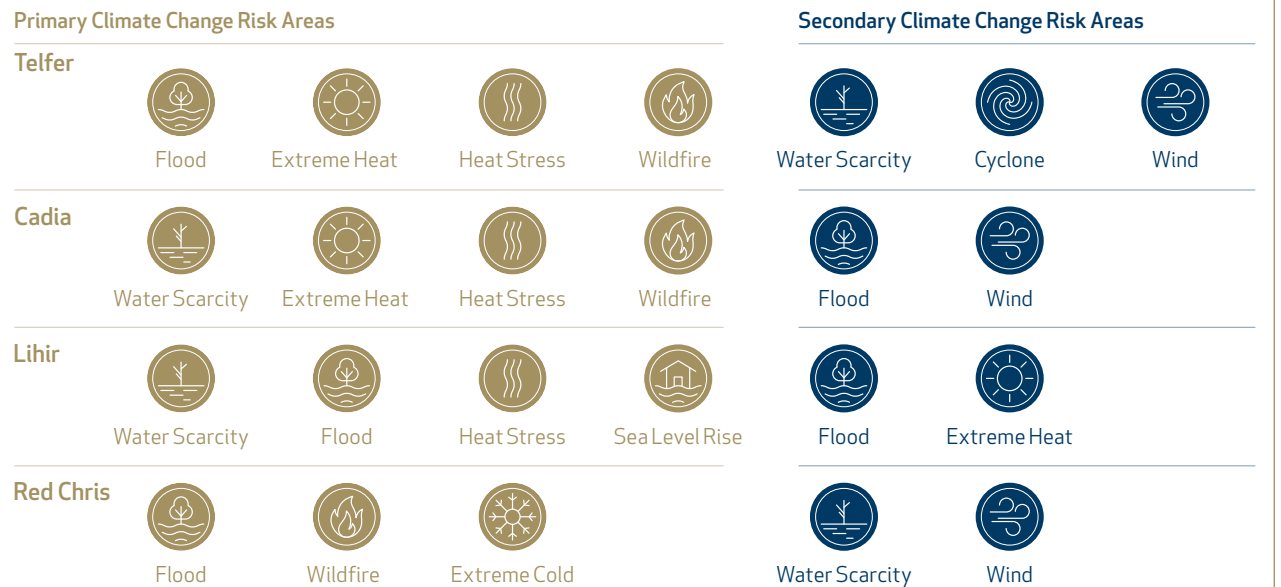 Primary Climate Change Risk Areas
Secondary Climate Change Risk Areas
Telfer
Flood
Extreme Heat
Heat Stress
Wildfire
Water Scarcity
Cyclone
Wind
Cadia
Water Scarcity
Extreme Heat
Heat Stress
Wildfire
Flood
Wind
Lihir
Water Scarcity
Flood
Heat Stress
Sea Level Rise
Flood
Extreme Heat
Red Chris
Flood
Wildfire
Extreme Cold
Water Scarcity
Wind